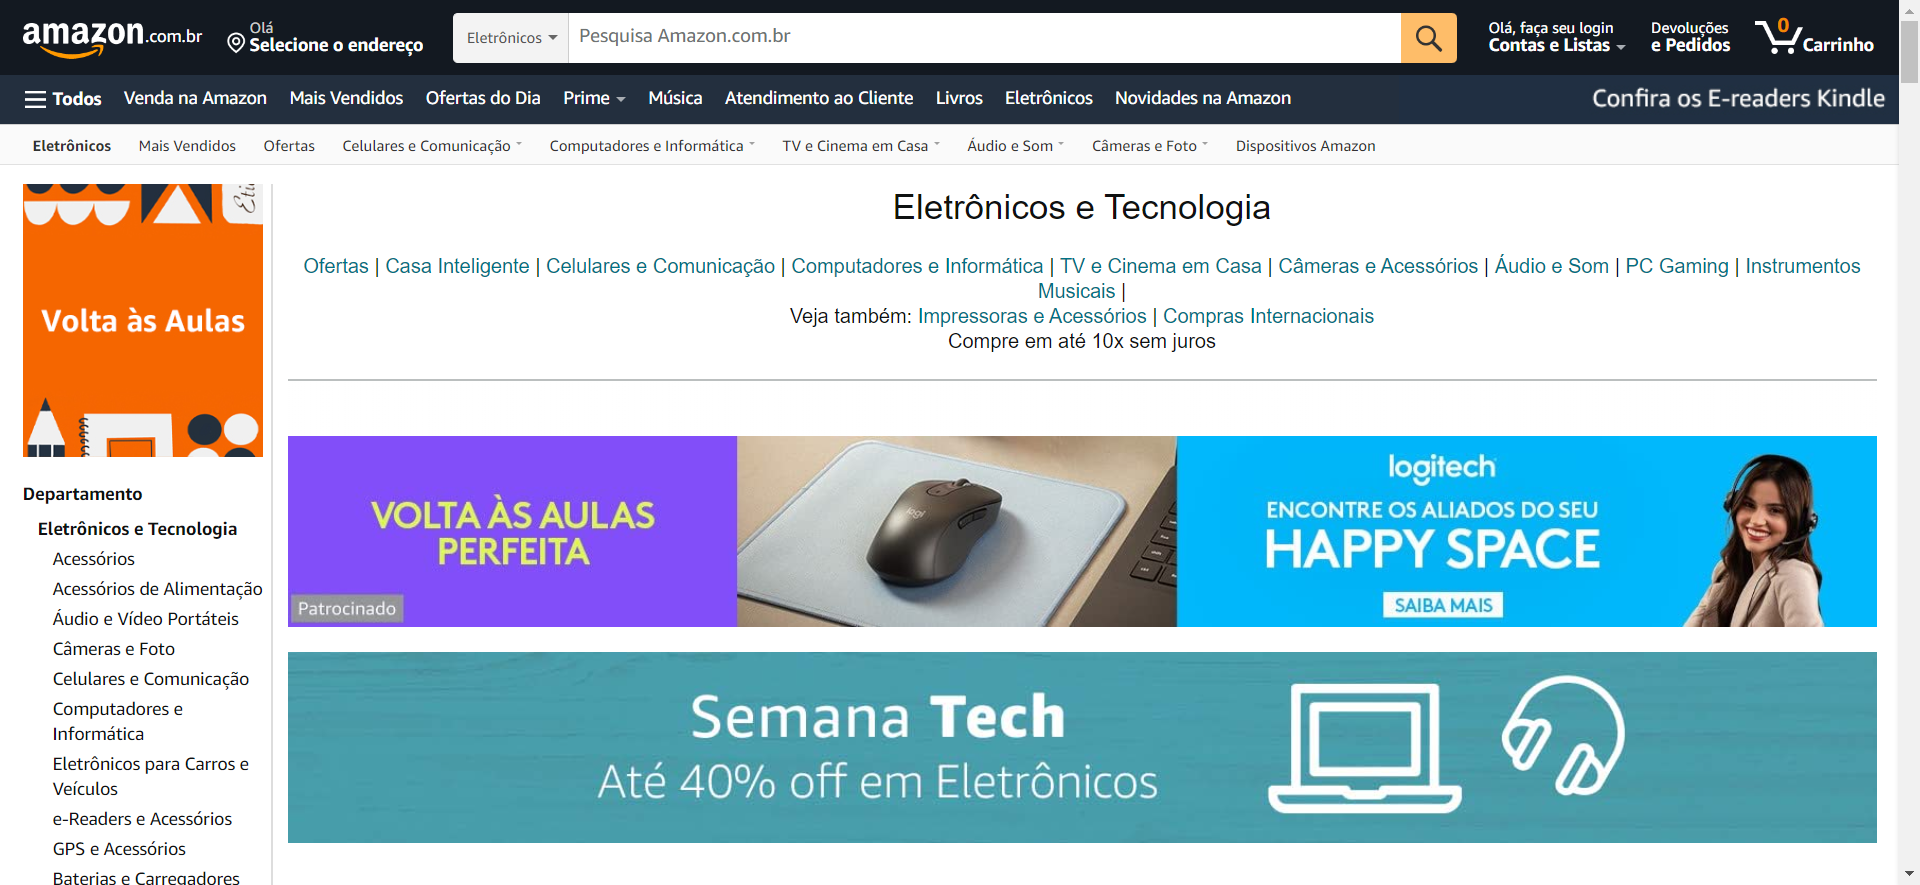 amazon.com.br
Olá
Selecione o endereço
Eletrônicos
Pesquisa Amazon.com.br
Olá, faça seu login
Contas e Listas
Devoluções
e Pedidos
0
Carrinho
Todos
Venda na Amazon
Mais Vendidos
Ofertas do Dia
Prime
Música
Atendimento ao Cliente
Livros
Eletrônicos
Novidades na Amazon
Confira os E-readers Kindle
Eletrônicos
Mais Vendidos
Ofertas
Celulares e Comunicação
Computadores e Informática
TV e Cinema em Casa
Áudio e Som
Câmeras e Foto
Dispositivos Amazon
Volta às Aulas
Departamento
Eletrônicos e Tecnologia
Acessórios
Acessórios de Alimentação
Áudio e Vídeo Portáteis
Câmeras e Foto
Celulares e Comunicação
Computadores e
Informática
Eletrônicos para Carros e
Veículos
e-Readers e Acessórios
GPS e Acessórios
Baterias e Carregadores
Eletrônicos e Tecnologia
Ofertas | Casa Inteligente | Celulares e Comunicação | Computadores e Informática | TV e Cinema em Casa | Câmeras e Acessórios | Áudio e Som | PC Gaming | Instrumentos
Musicais |
Veja também: Impressoras e Acessórios | Compras Internacionais
Compre em até 10x sem juros
VOLTA ÀS AULAS
PERFEITA
Patrocinado
logi
logitech
ENCONTRE OS ALIADOS DO SEU
HAPPY SPACE
SAIBA MAIS
Semana Tech
Até 40% off em Eletrônicos